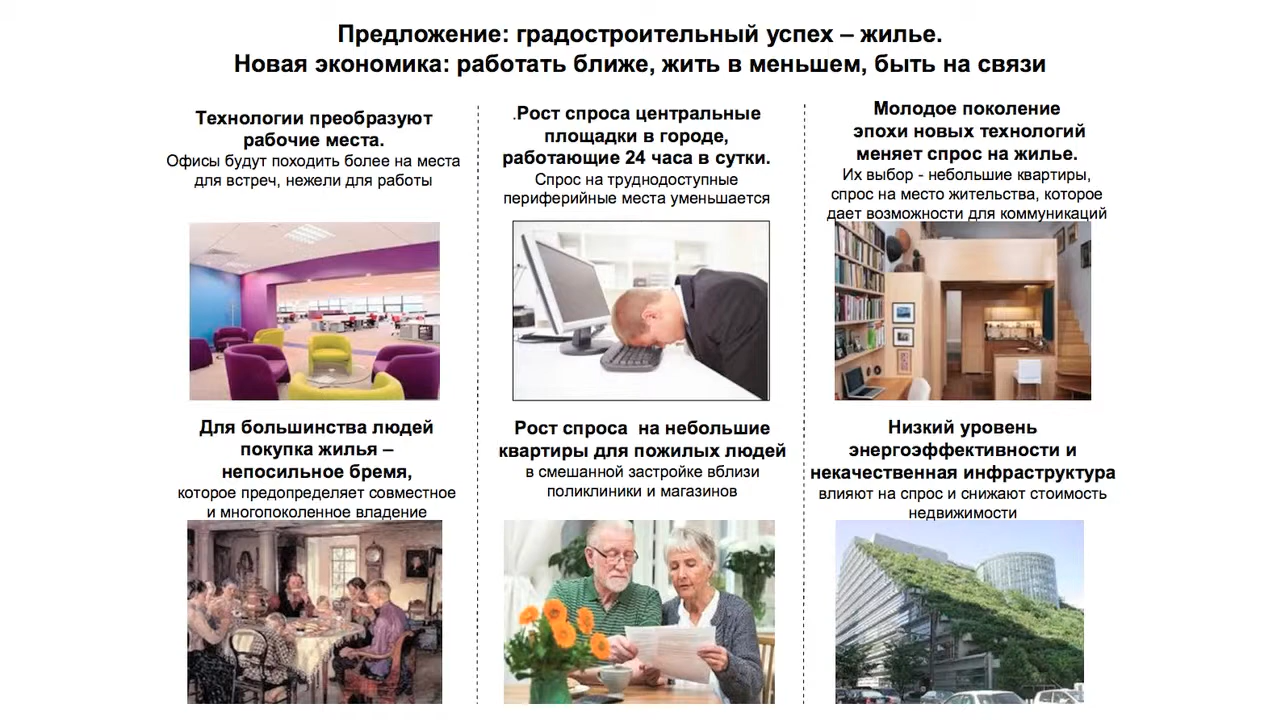 Предложение: градостроительный успех – жилье.
Новая экономика: работать ближе, жить в меньшем, быть на связи
Технологии преобразуют
рабочие места.
Офисы будут походить более на места
для встреч, нежели для работы
.Рост спроса центральные
площадки в городе,
работающие 24 часа в сутки.
Спрос на труднодоступные
периферийные места уменьшается
Молодое поколение
эпохи новых технологий
меняет спрос на жилье.
Их выбор - небольшие квартиры,
спрос на место жительства, которое
дает возможности для коммуникаций
Для большинства людей
покупка жилья –
непосильное бремя,
которое предопределяет совместное
и многопоколенное владение
Рост спроса  на небольшие
квартиры для пожилых людей
в смешанной застройке вблизи
поликлиники и магазинов
Низкий уровень
энергоэффективности и
некачественная инфраструктура
влияют на спрос и снижают стоимость
недвижимости